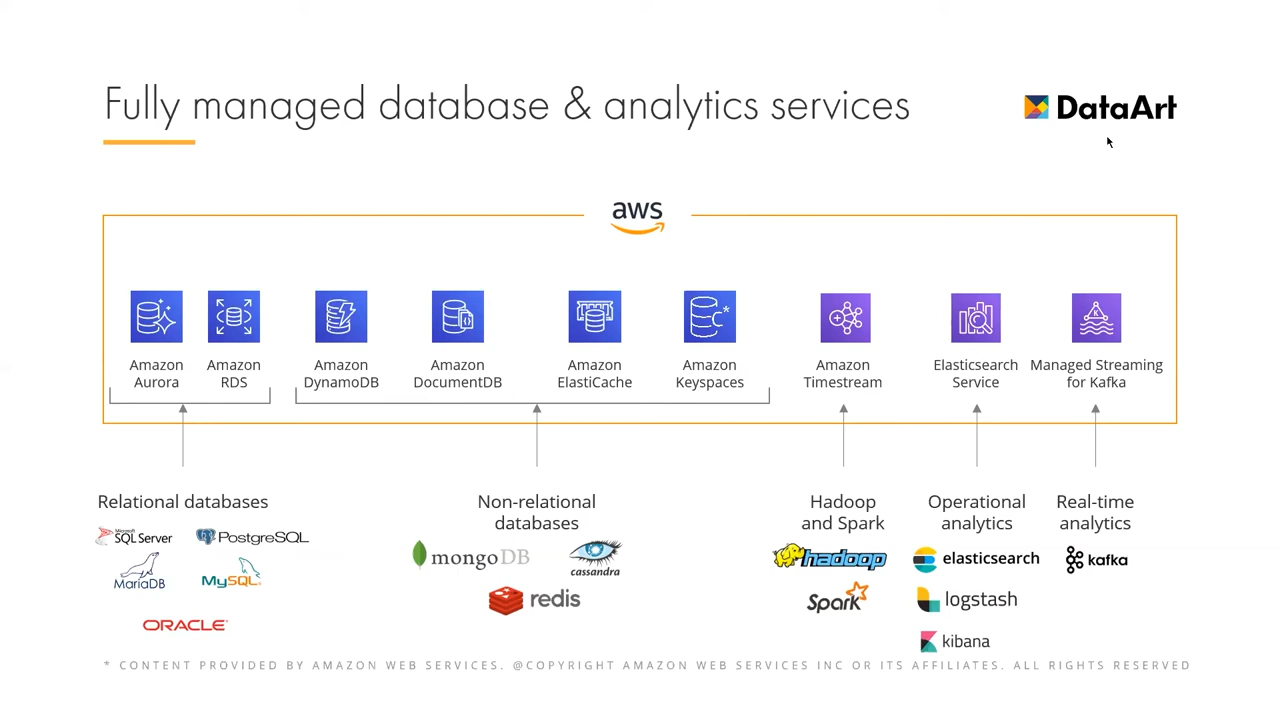 Fully managed database & analytics services
DataArt
aws
Amazon
Aurora
Amazon
RDS
Amazon
DynamoDB
Amazon
DocumentDB
Amazon
ElastiCache
C*
Amazon
Keyspaces
Amazon
Timestream
Elasticsearch
Service
K
Managed Streaming
for Kafka
Relational databases
Microsoft
SQL Server
PostgreSQL
MariaDB
MySQL
ORACLE
Non-relational
databases
mongoDB
cassandra
redis
Hadoop
and Spark
hadoop
Spark
Operational
analytics
elasticsearch
logstash
kibana
Real-time
analytics
kafka
* CONTENT PROVIDED BY AMAZON WEB SERVICES. @COPYRIGHT AMAZON WEB SERVICES INC OR ITS AFFILIATES. ALL RIGHTS RESERVED